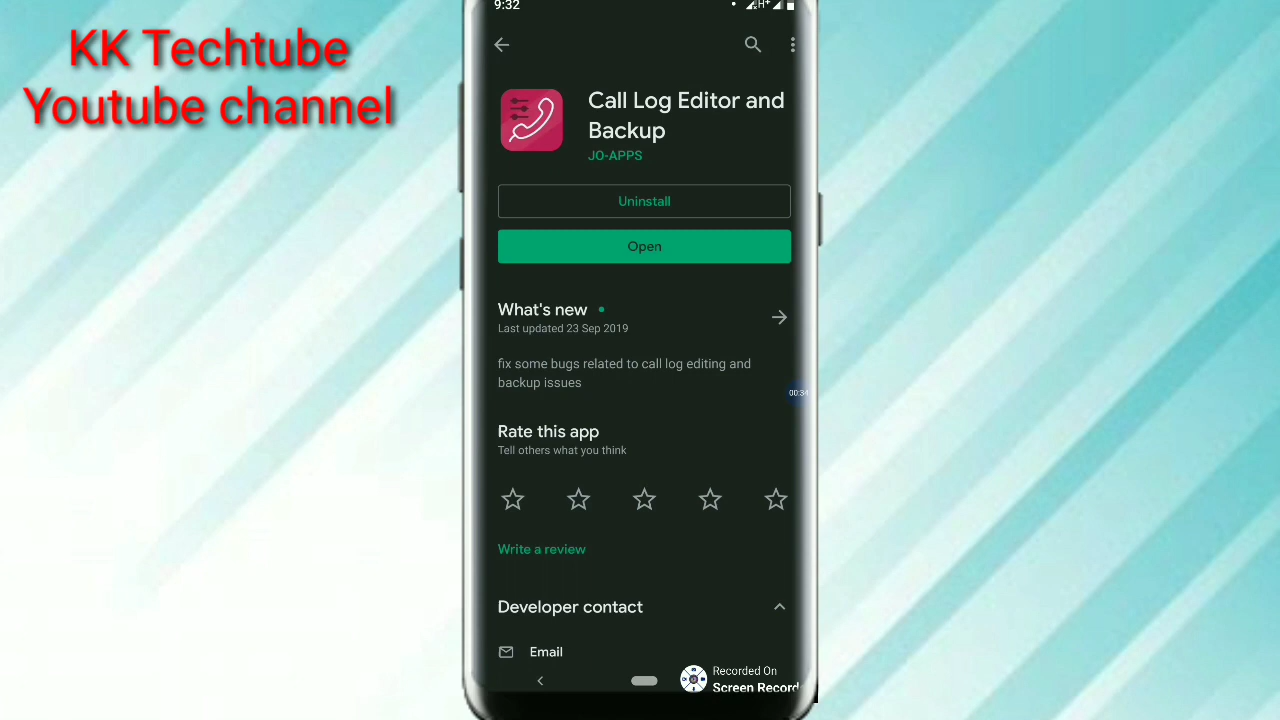 KK Techtube
Youtube channel
9:32
H+
Call Log Editor and
Backup
JO-APPS
Uninstall
Open
What's new
Last updated 23 Sep 2019
fix some bugs related to call log editing and
backup issues
00:34
Rate this app
Tell others what you think
Write a review
Developer contact
Email
Recorded On
Screen Record